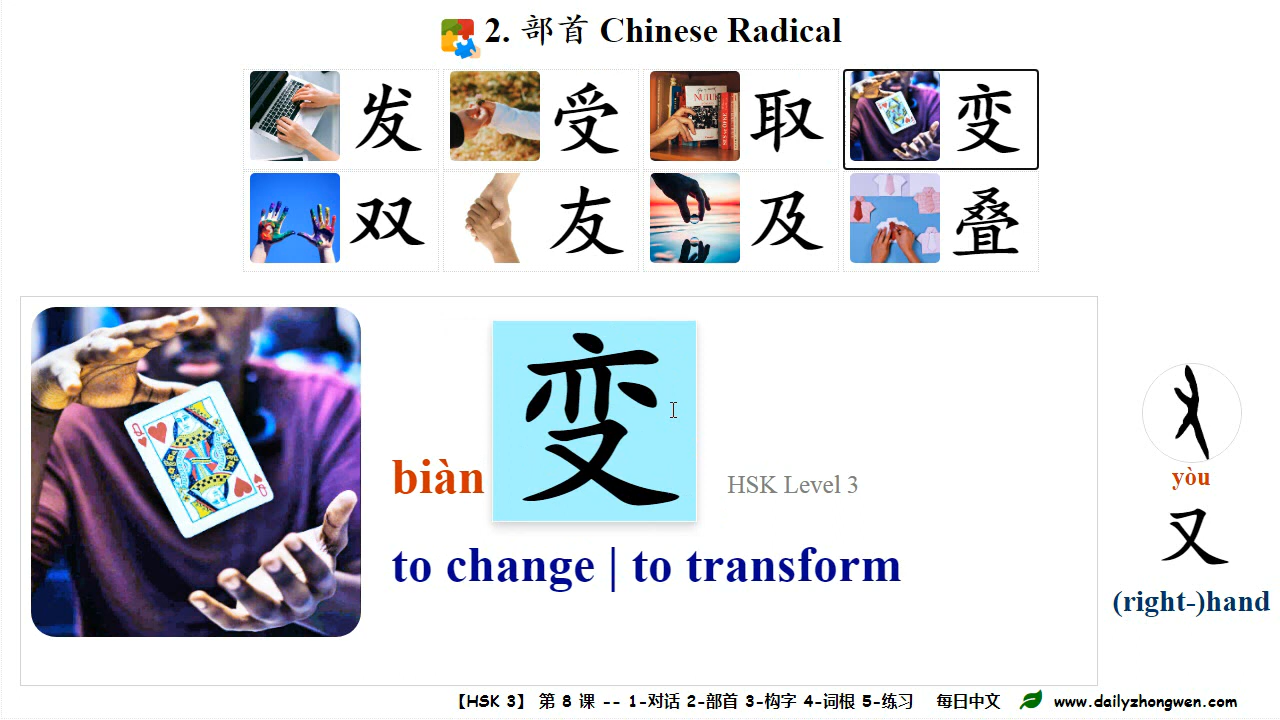 2. 部首 Chinese Radical
发 受 取 变
双 友 及 叠
变
biàn
HSK Level 3
to change | to transform
yòu
又
(right-)hand
【HSK 3】 第 8 课 -- 1-对话 2-部首 3-构字 4-词根 5-练习 每日中文 www.dailyzhongwen.com